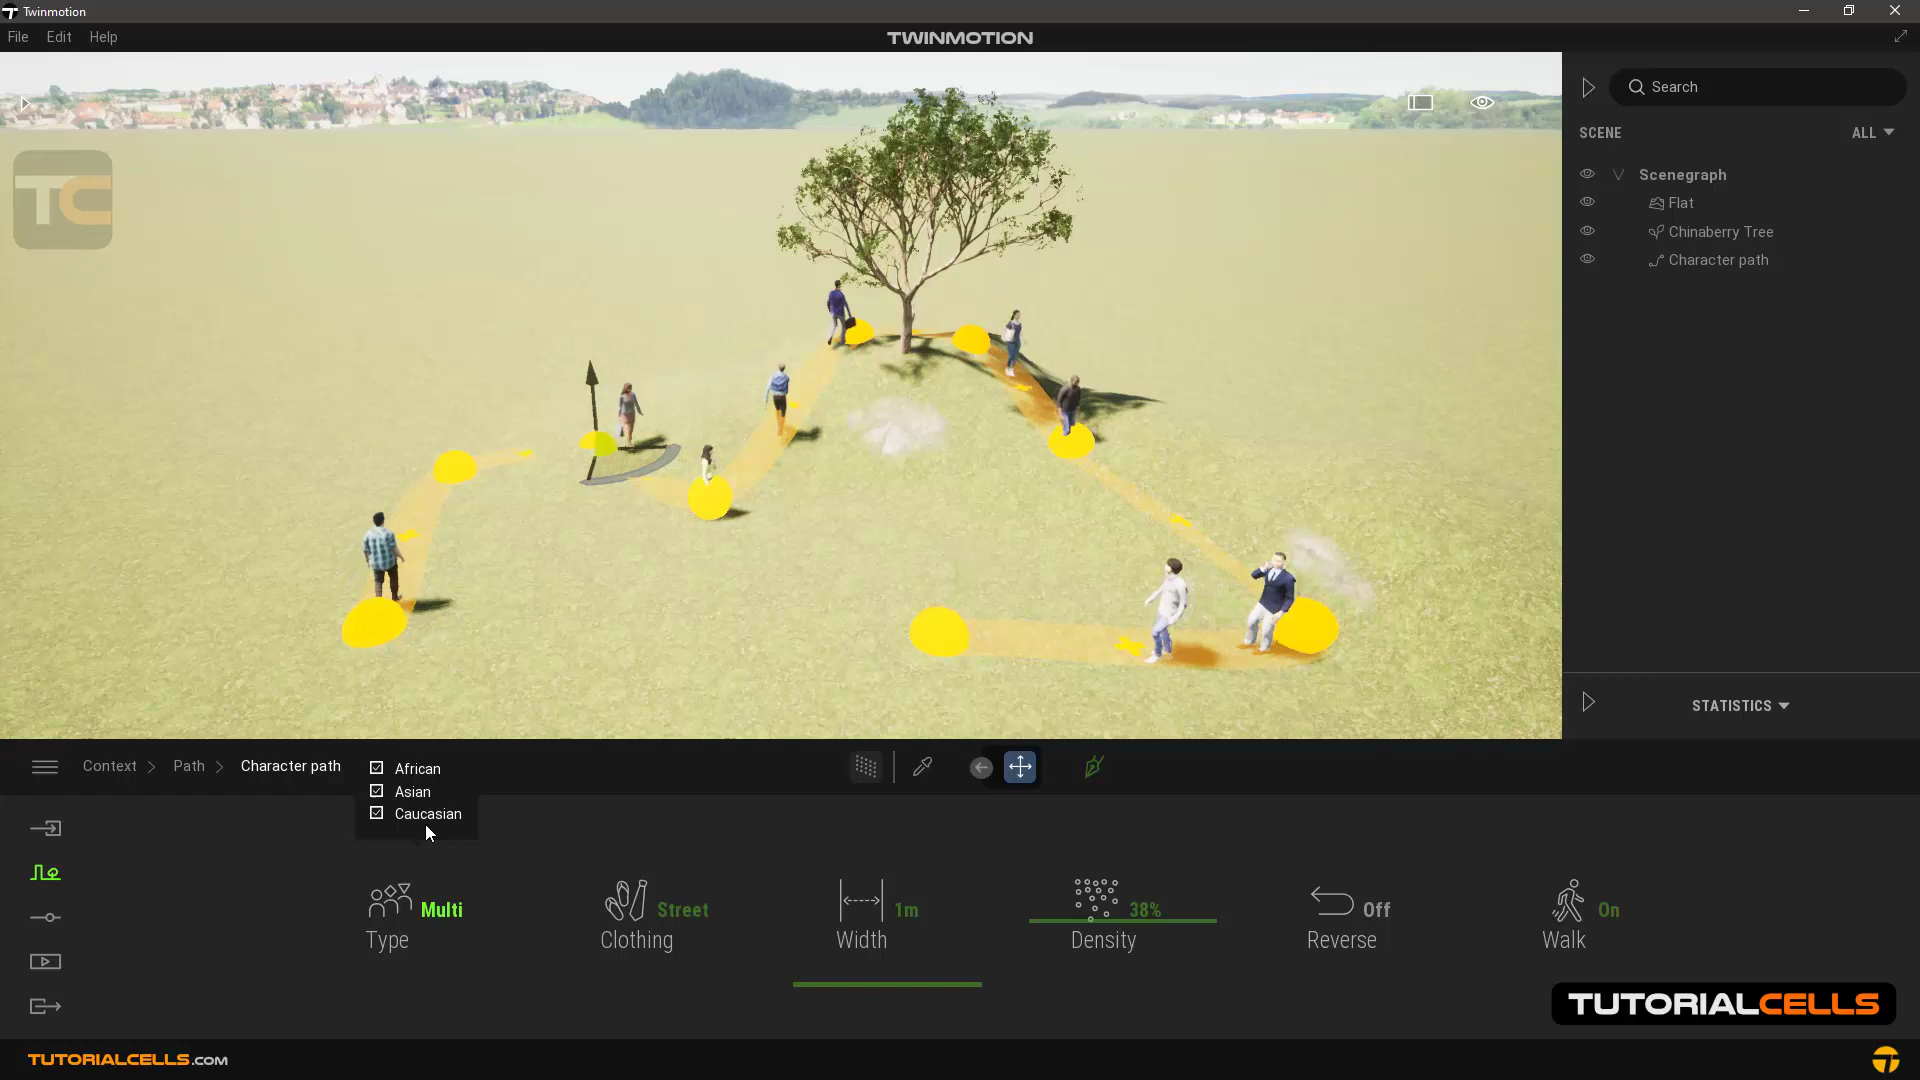 Twinmotion
File Edit Help
TWINMOTION
Search
SCENE ALL
Scenegraph
Flat
Chinaberry Tree
Character path
TC
STATISTICS
Context > Path > Character path
African
Asian
Caucasian
Multi
Type
Street
Clothing
1m
Width
38%
Density
Off
Reverse
On
Walk
TUTORIALCELLS
TUTORIALCELLS.COM